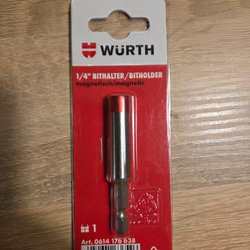 WÜRTH
1/4" BITHALTER/BITHOLDER
magnetisch/magnetic
1
Art. 0614 176 638